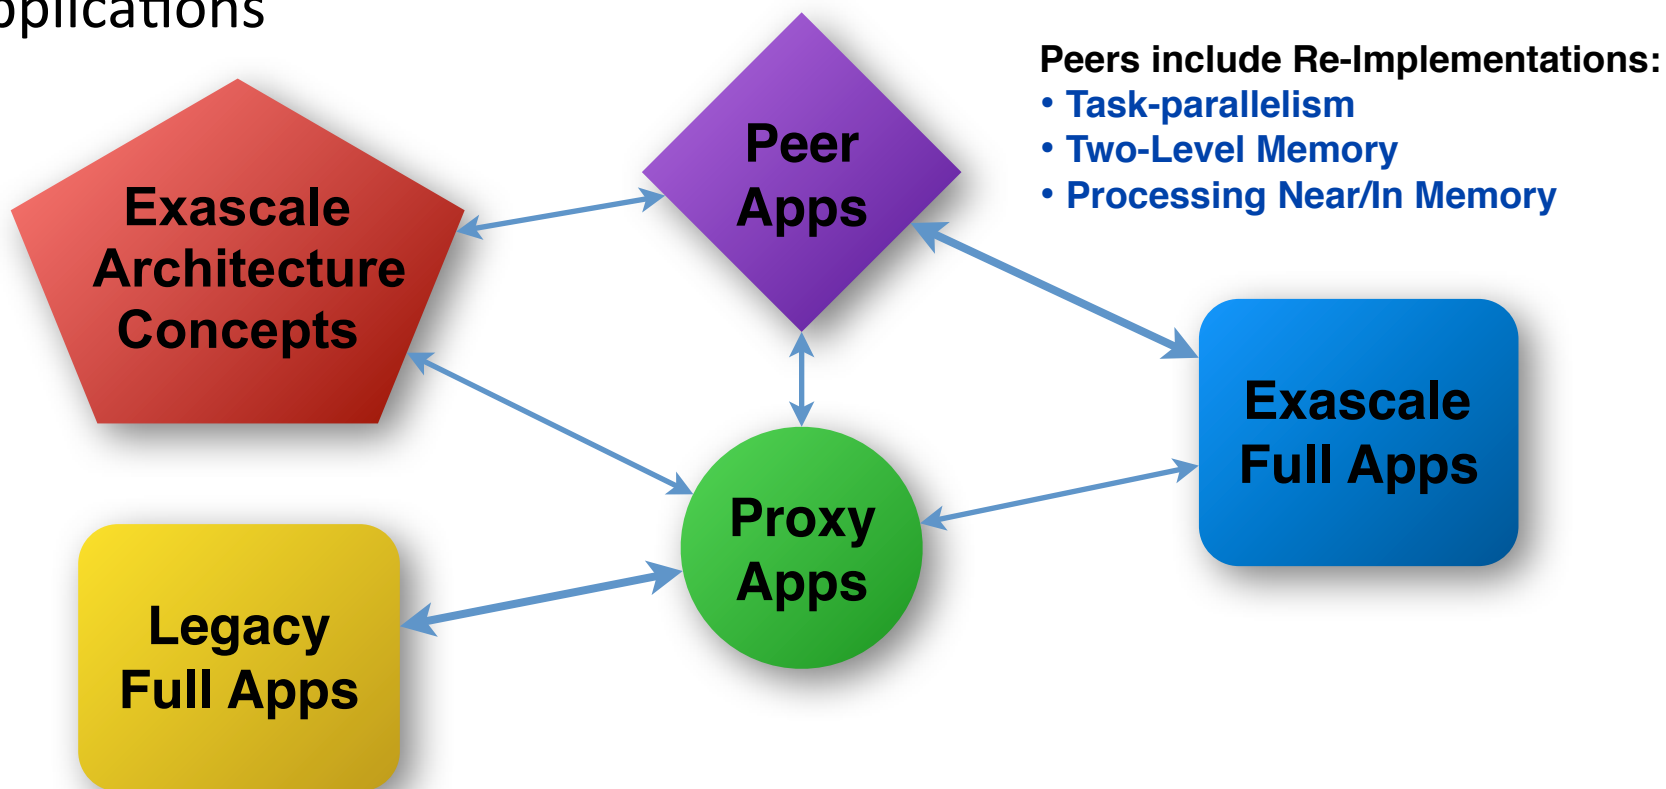 Peers include Re-Implementations:
• Task-parallelism
• Two-Level Memory
• Processing Near/In Memory
Peer
Apps
Exascale
Architecture
Concepts
Exascale
Full Apps
Proxy
Apps
Legacy
Full Apps